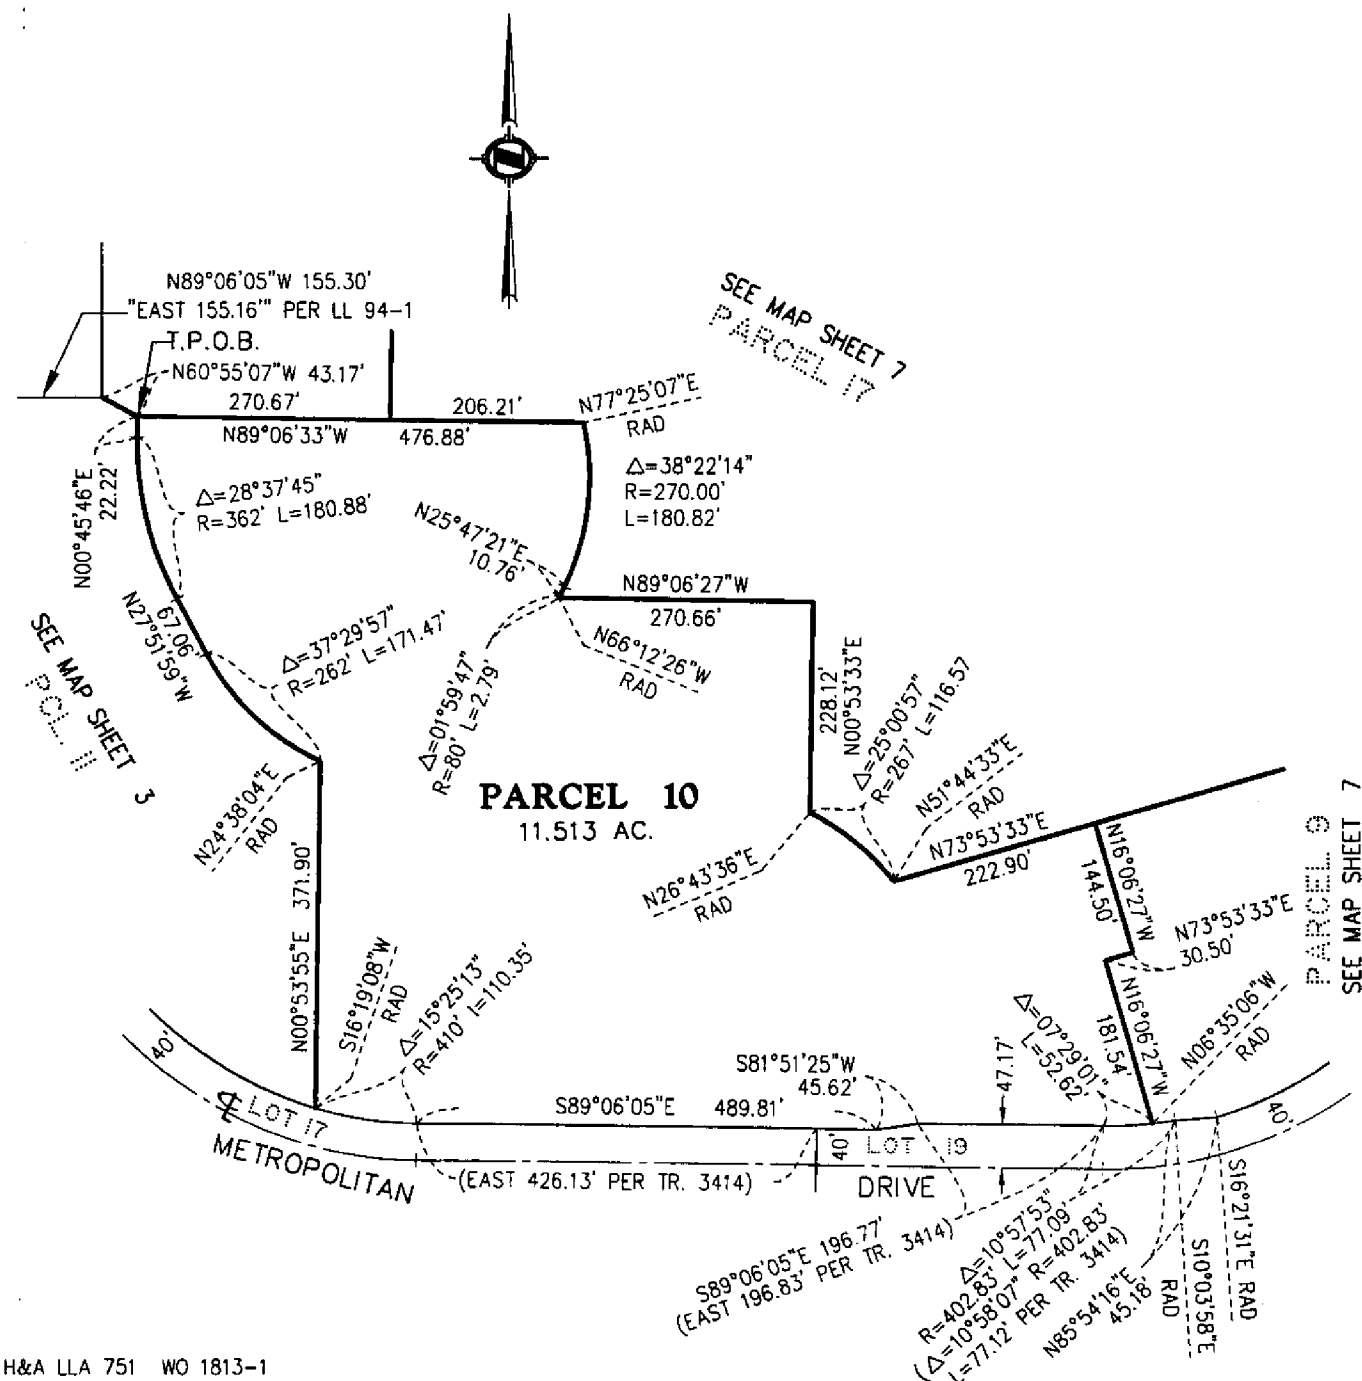 N89°06'05"W 155.30'
"EAST 155.16'" PER LL 94-1
T.P.O.B.
N60°55'07"W 43.17'
270.67'
206.21'
N89°06'33"W
476.88'
N77°25'07"E
RAD
SEE MAP SHEET 7
PARCEL 17
Δ=38°22'14"
R=270.00'
L=180.82'
N00°45'46"E
22.22'
Δ=28°37'45"
R=362' L=180.88'
N25°47'21"E
10.76'
N89°06'27"W
270.66'
N66°12'26"W
RAD
67.06'
N27°51'59"W
Δ=37°29'57"
R=262' L=171.47'
SEE MAP SHEET 3
PCL. 11
Δ=01°59'47"
R=80' L=2.79'
228.12'
N00°53'33"E
Δ=25°00'57"
R=267' L=116.57
N51°44'33"E
RAD
PARCEL 10
11.513 AC.
N24°38'04"E
RAD
N26°43'36"E
RAD
N73°53'33"E
222.90'
N16°06'27"W
144.50'
N73°53'33"E
30.50'
PARCEL 9
SEE MAP SHEET 7
N00°53'55"E 371.90'
S16°19'08"W
RAD
Δ=15°25'13"
R=410' L=110.35'
N16°06'27"W
181.54'
N06°35'06"W
RAD
Δ=07°29'01"
L=52.62'
47.17'
S81°51'25"W
45.62'
S89°06'05"E 489.81'
40'
℄ LOT 17
METROPOLITAN
(EAST 426.13' PER TR. 3414)
40'
LOT 19
DRIVE
40'
S89°06'05"E 196.77'
(EAST 196.83' PER TR. 3414)
Δ=10°57'53"
R=402.83' L=77.09'
(Δ=10°58'07" R=402.83'
L=77.12' PER TR. 3414)
N85°54'16"E
45.18'
S10°03'58"E
RAD
S16°21'31"E RAD
H&A LLA 751 WO 1813-1